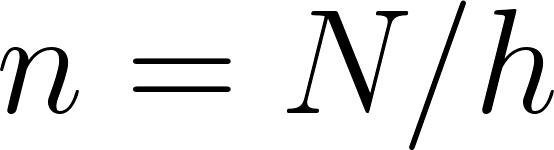 n = N/h